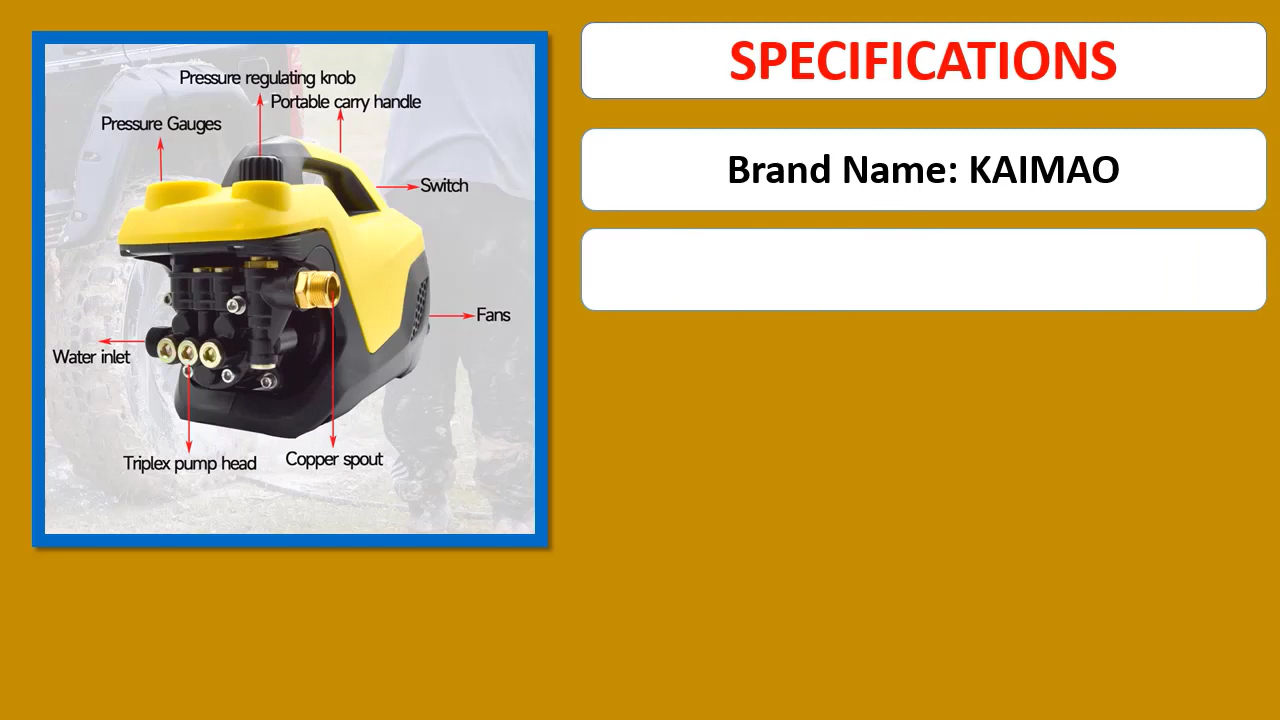 SPECIFICATIONS
Brand Name: KAIMAO
Pressure regulating knob
Portable carry handle
Pressure Gauges
Switch
Fans
Water inlet
Triplex pump head
Copper spout